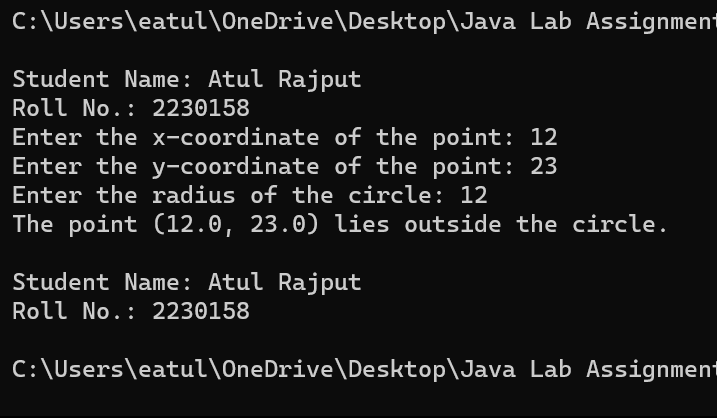 C:\Users\eatul\OneDrive\Desktop\Java Lab Assignment
Student Name: Atul Rajput
Roll No.: 2230158
Enter the x-coordinate of the point: 12
Enter the y-coordinate of the point: 23
Enter the radius of the circle: 12
The point (12.0, 23.0) lies outside the circle.
Student Name: Atul Rajput
Roll No.: 2230158
C:\Users\eatul\OneDrive\Desktop\Java Lab Assignment